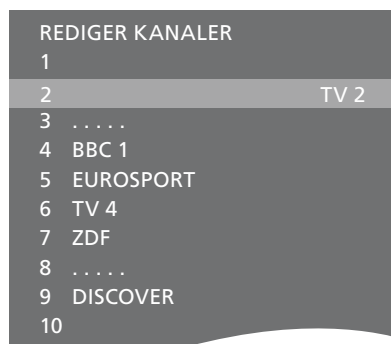 REDIGER KANALER
1
2 TV 2
3 . . . . .
4 BBC 1
5 EUROSPORT
6 TV 4
7 ZDF
8 . . . . .
9 DISCOVER
10